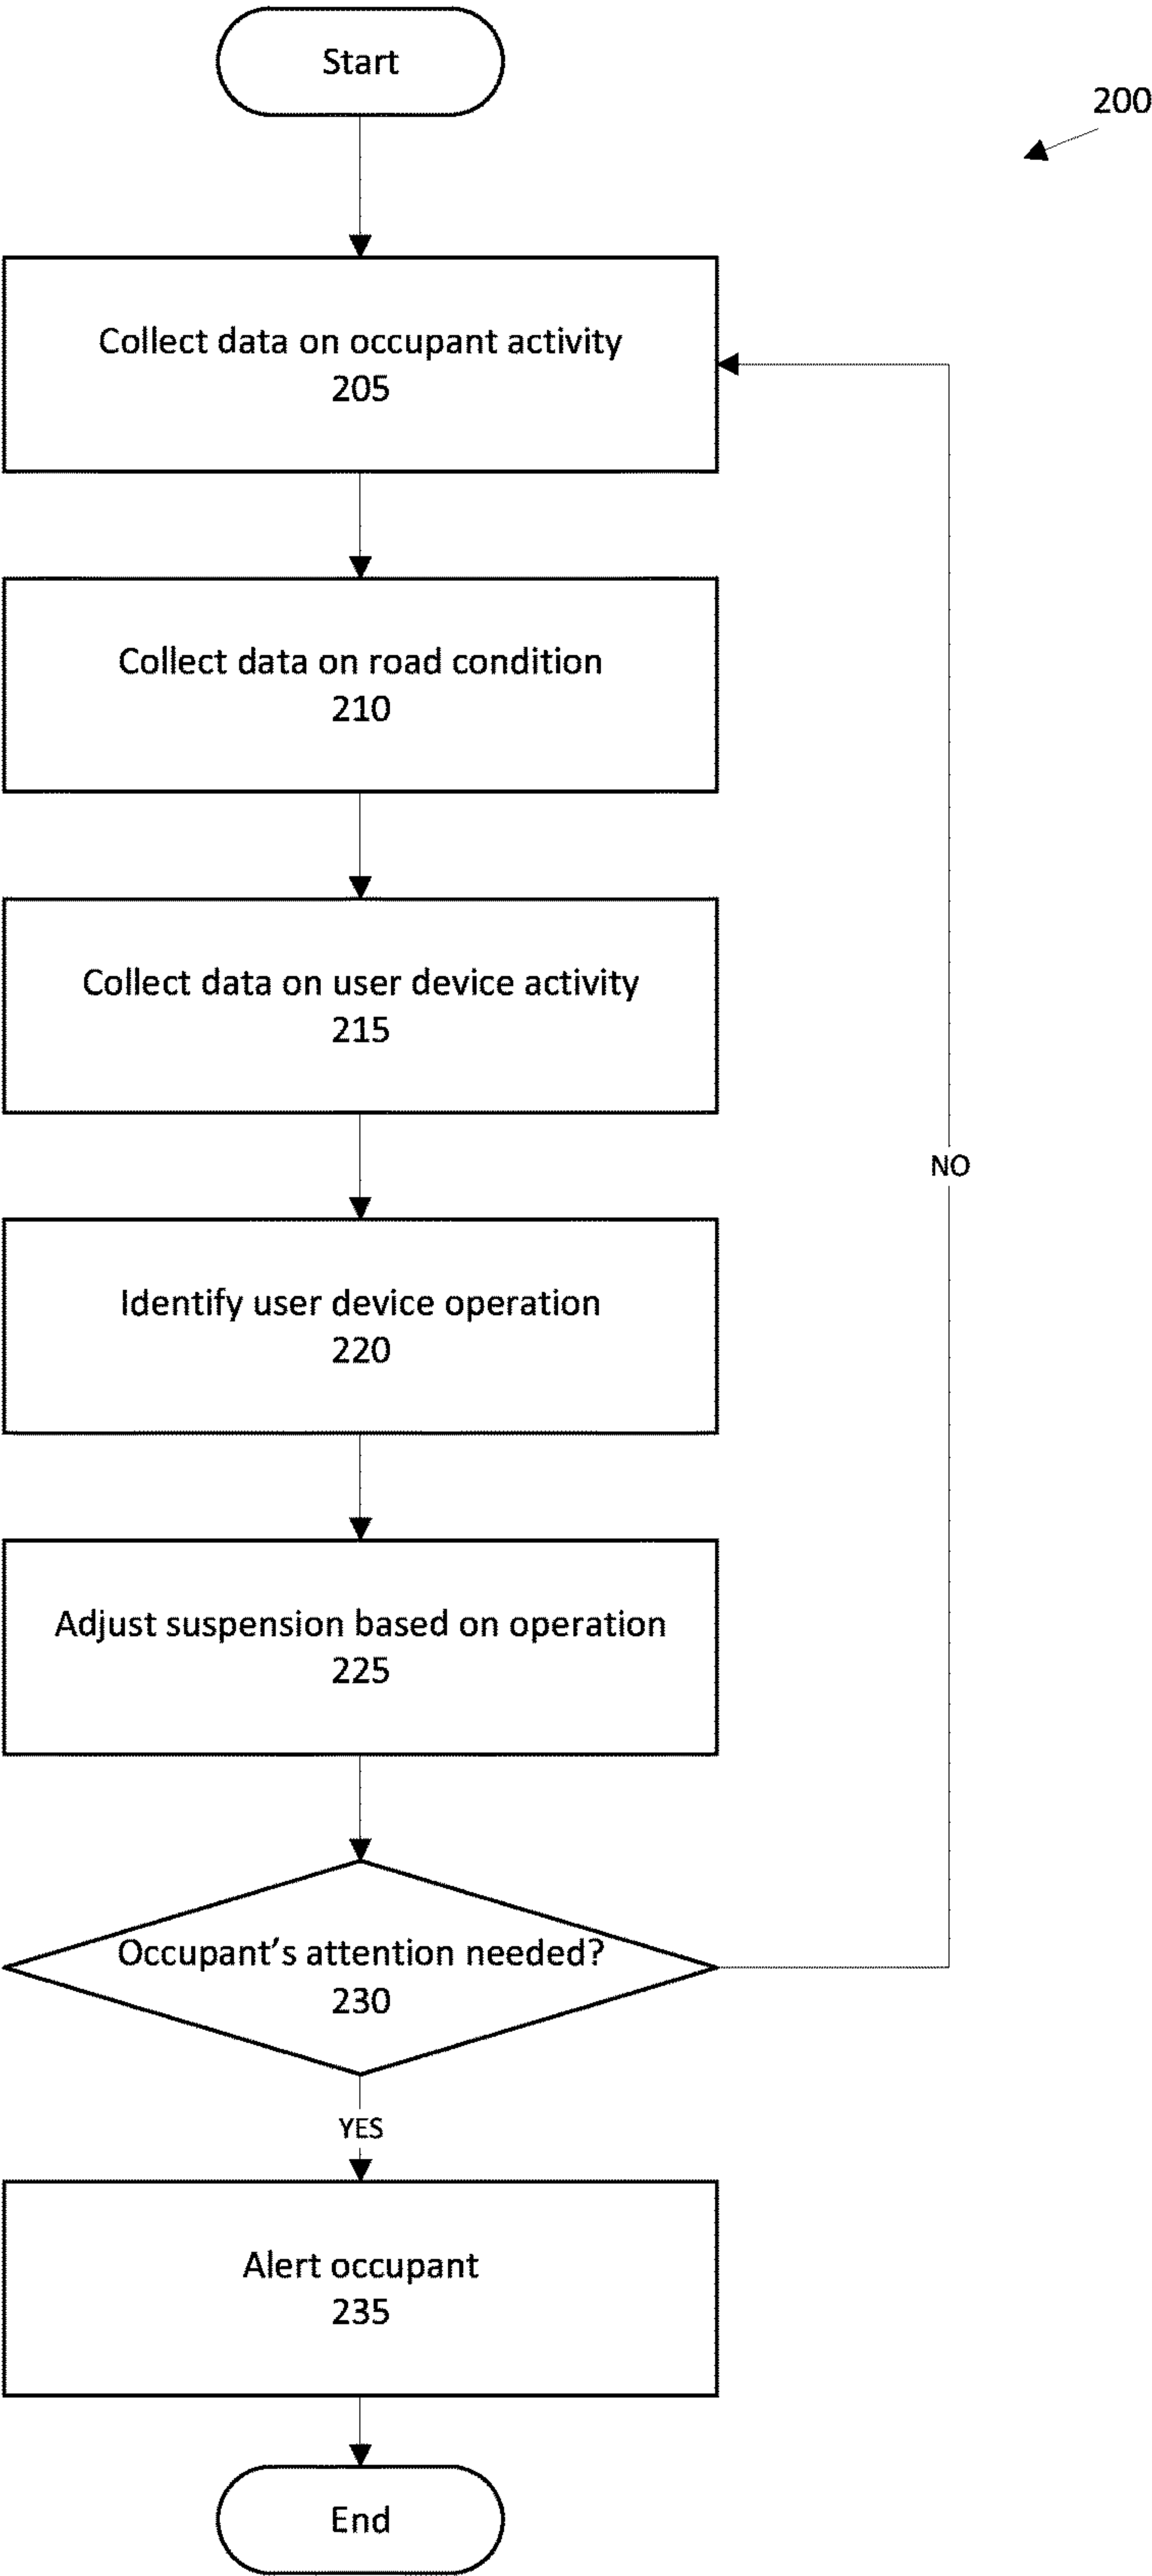 Start
200
Collect data on occupant activity
205
Collect data on road condition
210
Collect data on user device activity
215
NO
Identify user device operation
220
Adjust suspension based on operation
225
Occupant’s attention needed?
230
YES
Alert occupant
235
End